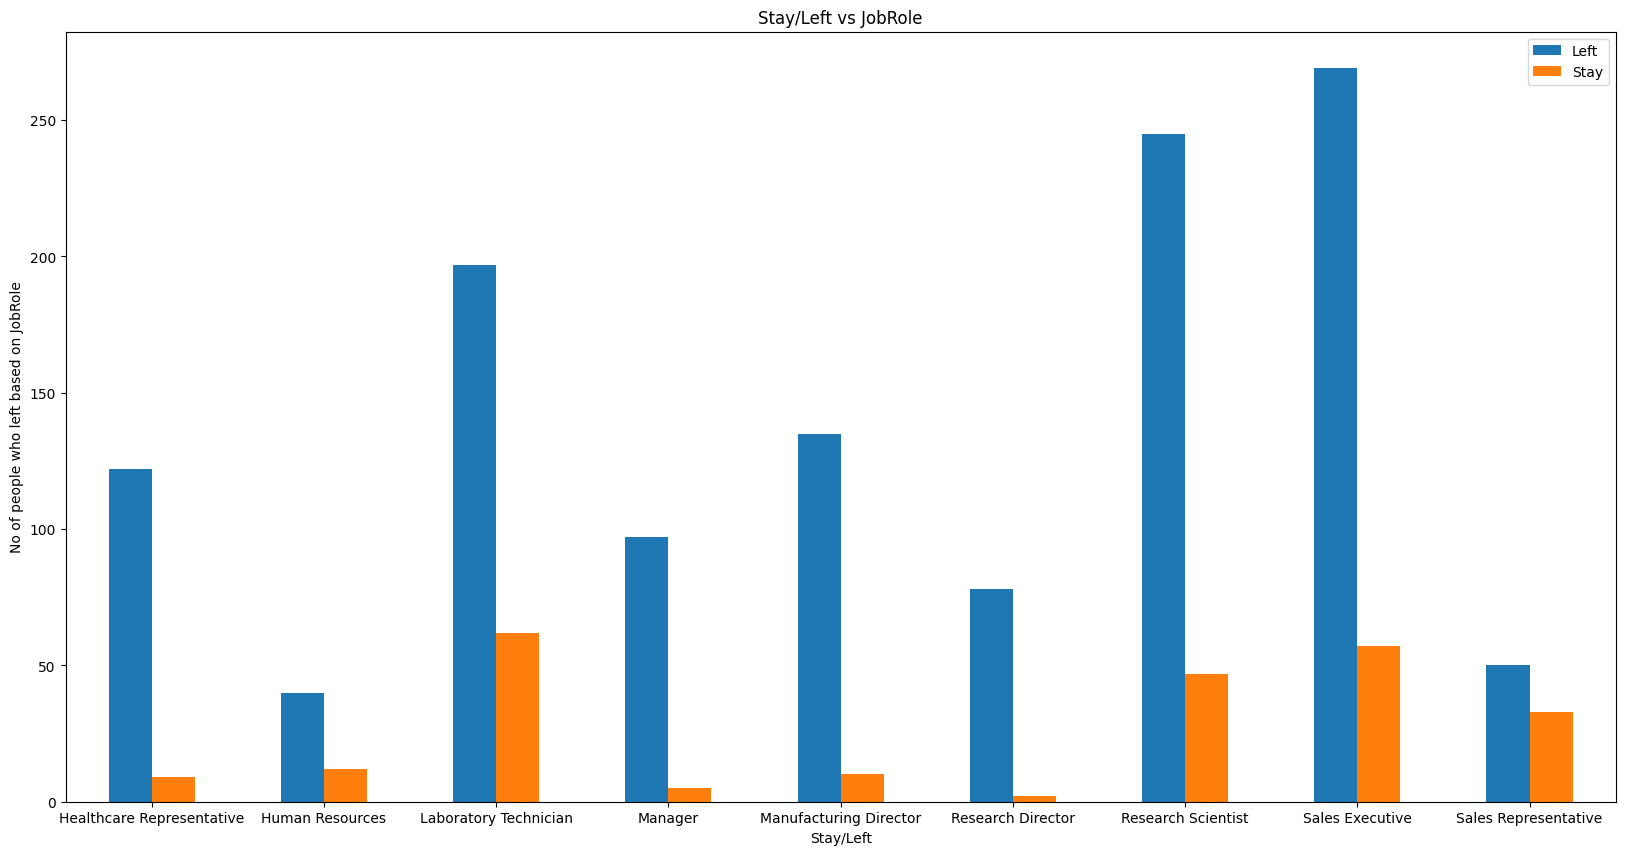 Stay/Left vs JobRole
Left
Stay
No of people who left based on JobRole
250
200
150
100
50
0
Healthcare Representative Human Resources Laboratory Technician Manager Manufacturing Director Research Director Research Scientist Sales Executive Sales Representative
Stay/Left